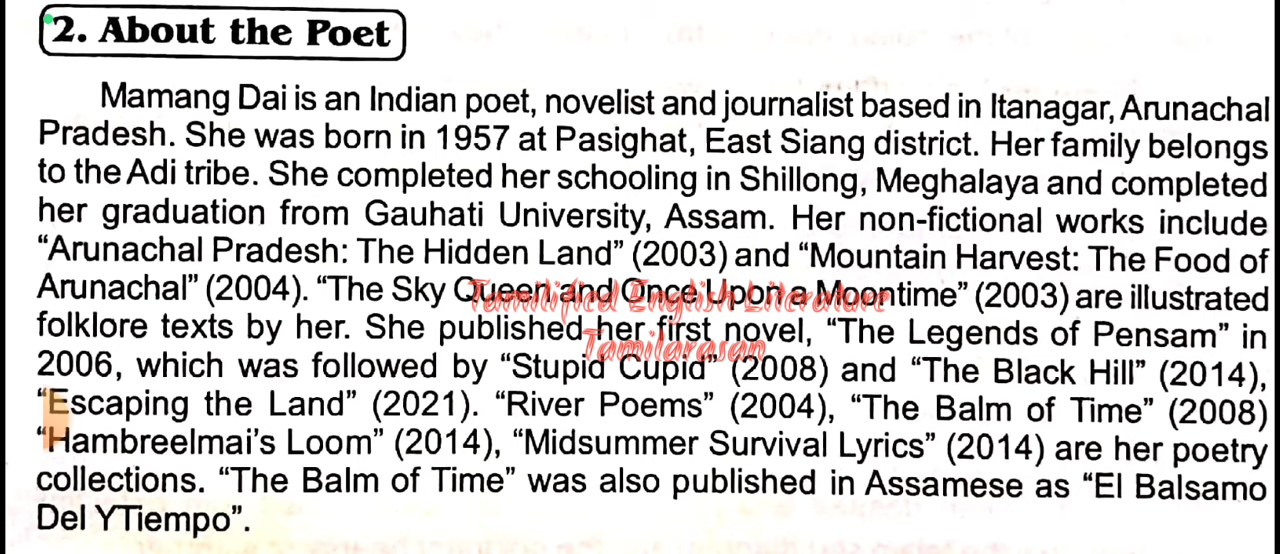 2. About the Poet
Mamang Dai is an Indian poet, novelist and journalist based in Itanagar, Arunachal
Pradesh. She was born in 1957 at Pasighat, East Siang district. Her family belongs
to the Adi tribe. She completed her schooling in Shillong, Meghalaya and completed
her graduation from Gauhati University, Assam. Her non-fictional works include
“Arunachal Pradesh: The Hidden Land” (2003) and “Mountain Harvest: The Food of
Arunachal” (2004). “The Sky Queen and Once Upon a Moontime” (2003) are illustrated
Tamilified English Literature
folklore texts by her. She published her first novel, “The Legends of Pensam” in
Tamilarasan
2006, which was followed by “Stupid Cupid” (2008) and “The Black Hill” (2014),
“Escaping the Land” (2021). “River Poems” (2004), “The Balm of Time” (2008)
“Hambreelmai’s Loom” (2014), “Midsummer Survival Lyrics” (2014) are her poetry
collections. “The Balm of Time” was also published in Assamese as “El Balsamo
Del YTiempo”.